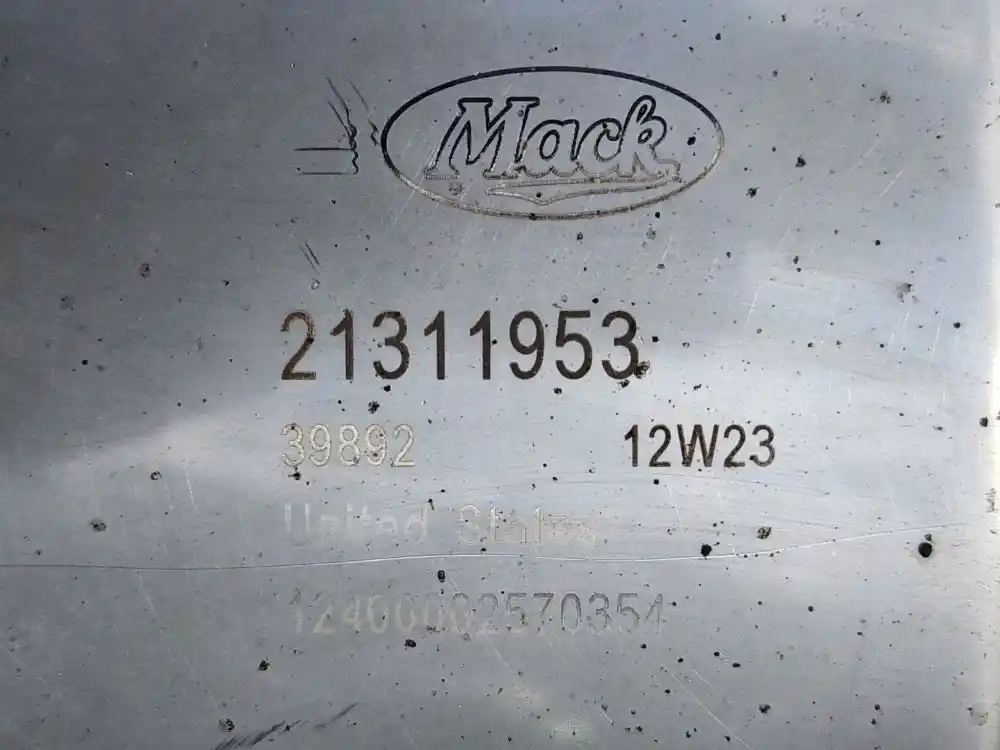 Mack
21311953
39892 12W23
United States
12400002570354